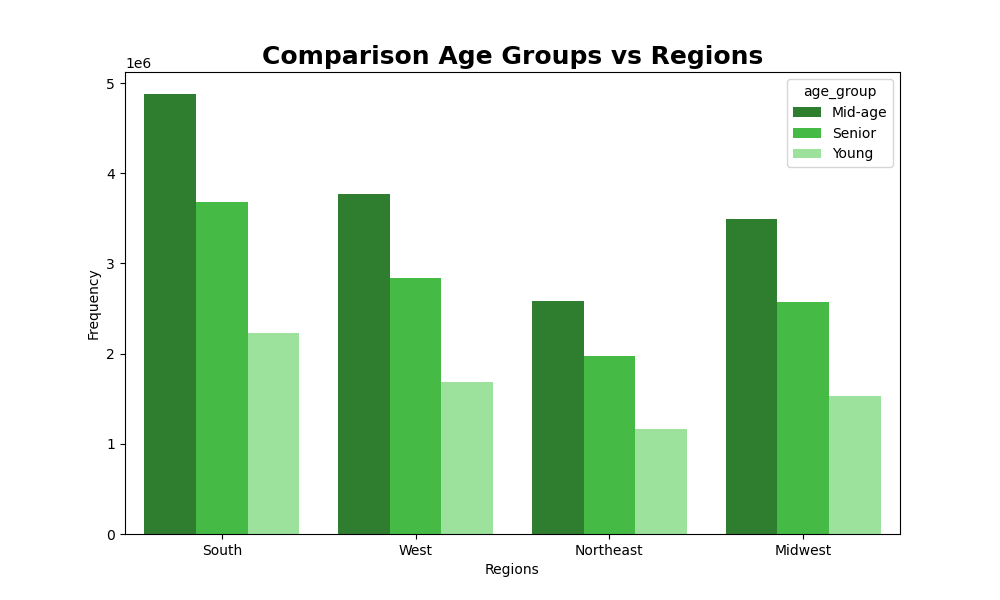 Comparison Age Groups vs Regions
1e6
5
4
3
2
1
0
Frequency
age_group
Mid-age
Senior
Young
South
West
Northeast
Midwest
Regions